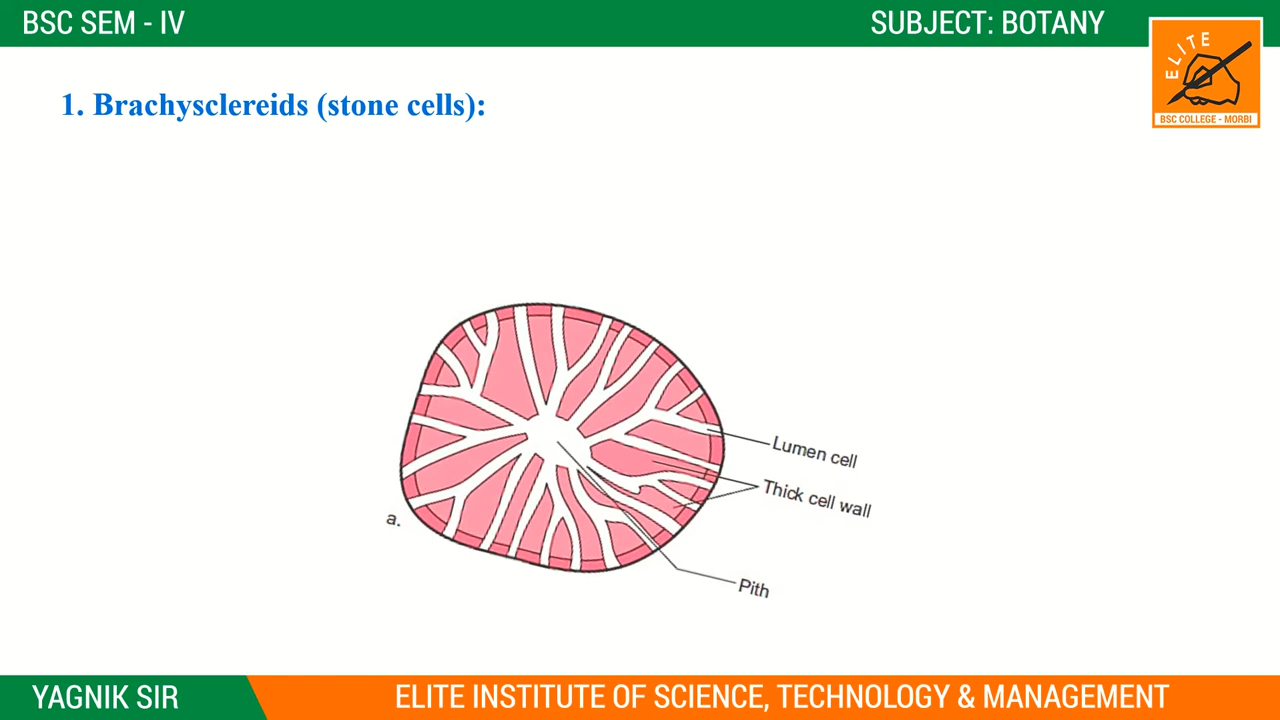 BSC SEM - IV
SUBJECT: BOTANY
ELITE
BSC COLLEGE - MORBI
1. Brachysclereids (stone cells):
Lumen cell
Thick cell wall
a.
Pith
YAGNIK SIR
ELITE INSTITUTE OF SCIENCE, TECHNOLOGY & MANAGEMENT